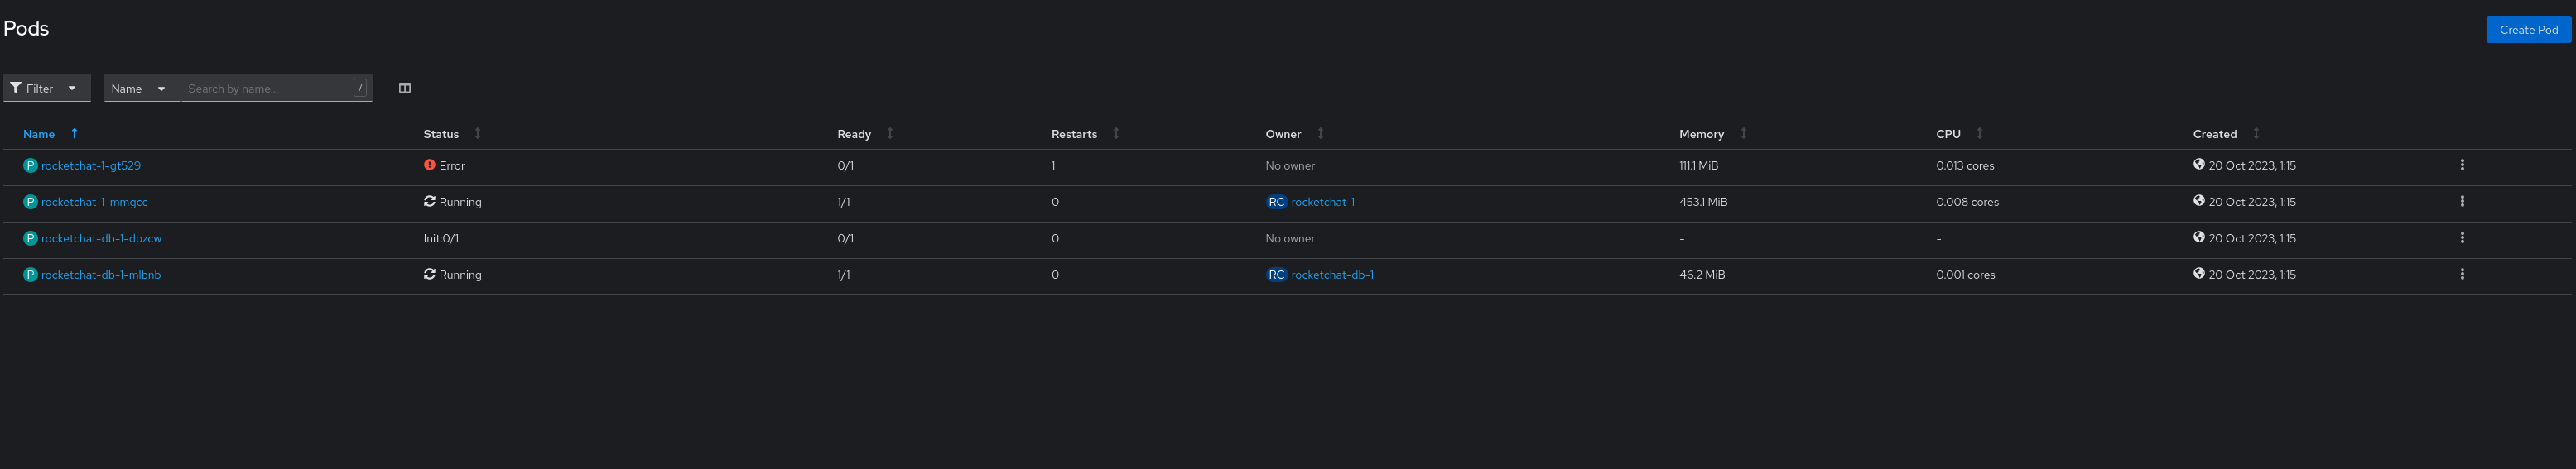 Pods
Create Pod
Filter Name Search by name... /
Name Status Ready Restarts Owner Memory CPU Created
P rocketchat-1-gt529 Error 0/1 1 No owner 111.1 MiB 0.013 cores 20 Oct 2023, 1:15
P rocketchat-1-mmgcc Running 1/1 0 RC rocketchat-1 453.1 MiB 0.008 cores 20 Oct 2023, 1:15
P rocketchat-db-1-dpzcw Init:0/1 0/1 0 No owner - - 20 Oct 2023, 1:15
P rocketchat-db-1-mlbnb Running 1/1 0 RC rocketchat-db-1 46.2 MiB 0.001 cores 20 Oct 2023, 1:15